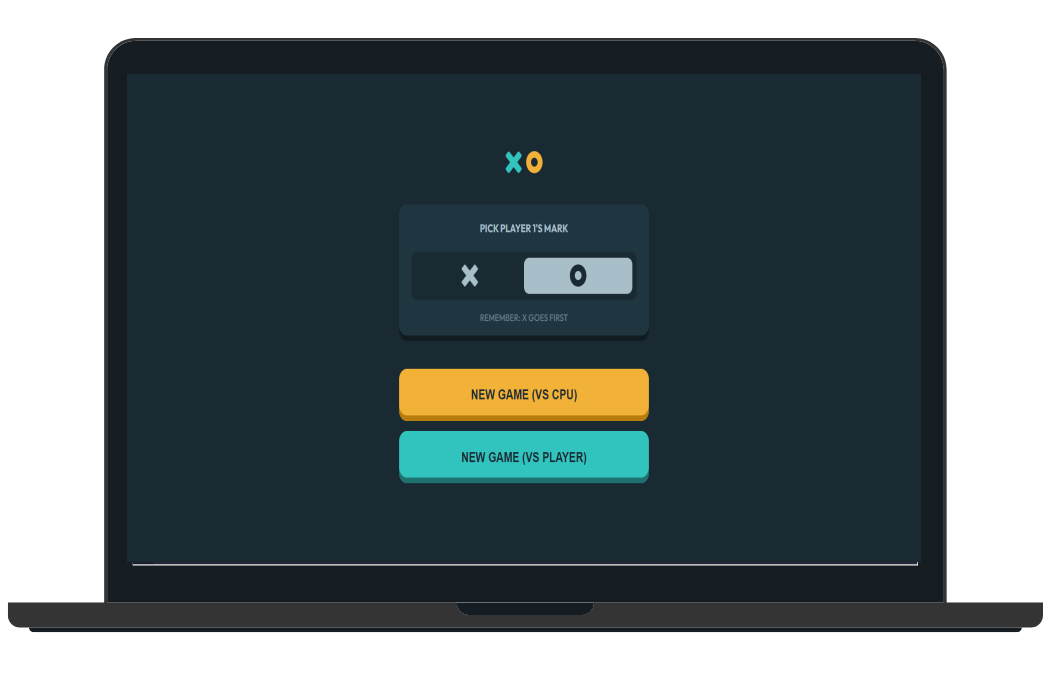 XO
PICK PLAYER 1'S MARK
X O
REMEMBER: X GOES FIRST
NEW GAME (VS CPU)
NEW GAME (VS PLAYER)